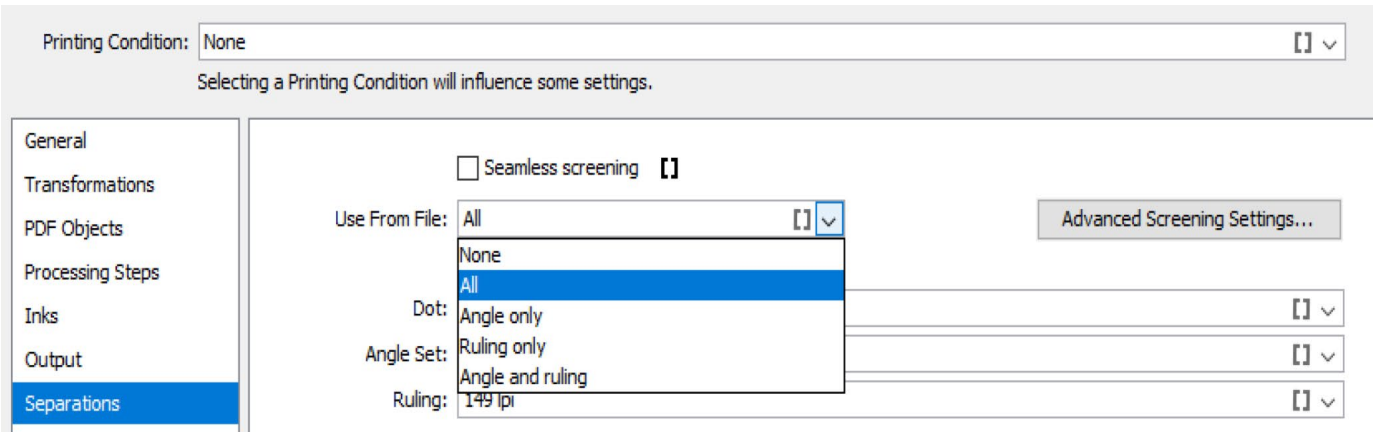 Printing Condition: None []
Selecting a Printing Condition will influence some settings.
General
Transformations
PDF Objects
Processing Steps
Inks
Output
Separations
Seamless screening []
Use From File: All []
Advanced Screening Settings...
None
All
Angle only
Ruling only
Angle and ruling
Dot: []
Angle Set: []
Ruling: 149 lpi []